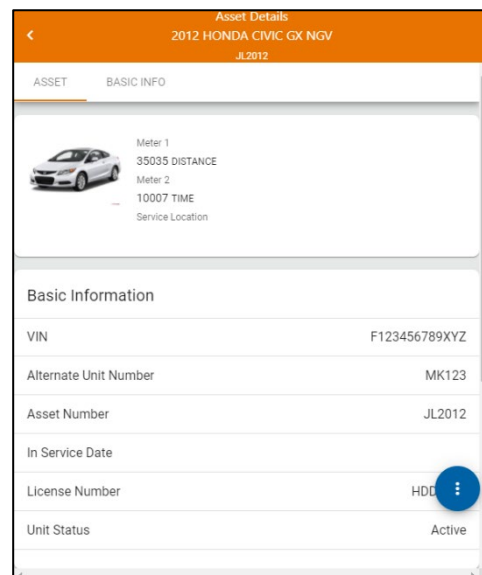 Asset Details
2012 HONDA CIVIC GX NGV
JL2012
ASSET BASIC INFO
Meter 1
35035 DISTANCE
Meter 2
10007 TIME
Service Location
Basic Information
VIN F123456789XYZ
Alternate Unit Number MK123
Asset Number JL2012
In Service Date
License Number
Unit Status Active